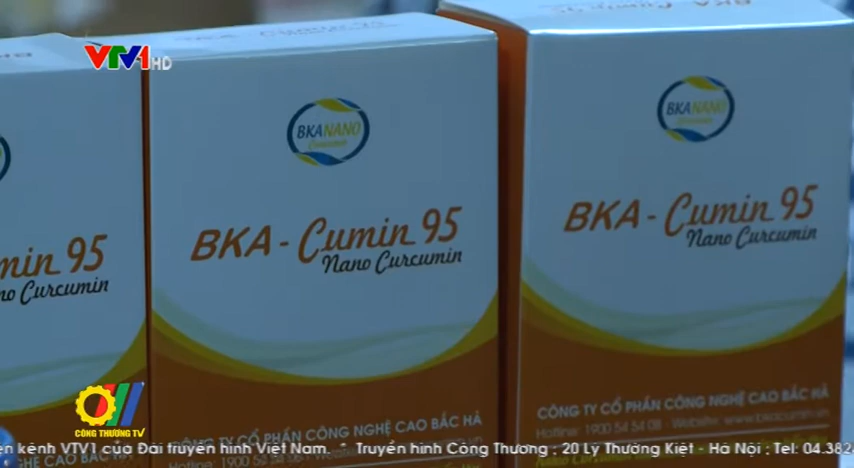 VTV1 HD
BKANANO
BKANANO
BKA - Cumin 95
Nano Curcumin
BKA - Cumin 95
Nano Curcumin
min 95
no Curcumin
CÔNG TY CỔ PHẦN CÔNG NGHỆ CAO BẮC HÀ
Hotline: 1900 54 54 08 - Website: www.bkacumin.vn
CÔNG TY CỔ PHẦN CÔNG NGHỆ CAO BẮC HÀ
Hotline: 1900 54 54 08
CÔNG THƯƠNG TV
ện kênh VTV1 của Đài truyền hình Việt Nam. * Truyền hình Công Thương ; 20 Lý Thường Kiệt - Hà Nội ; Tel: 04.382